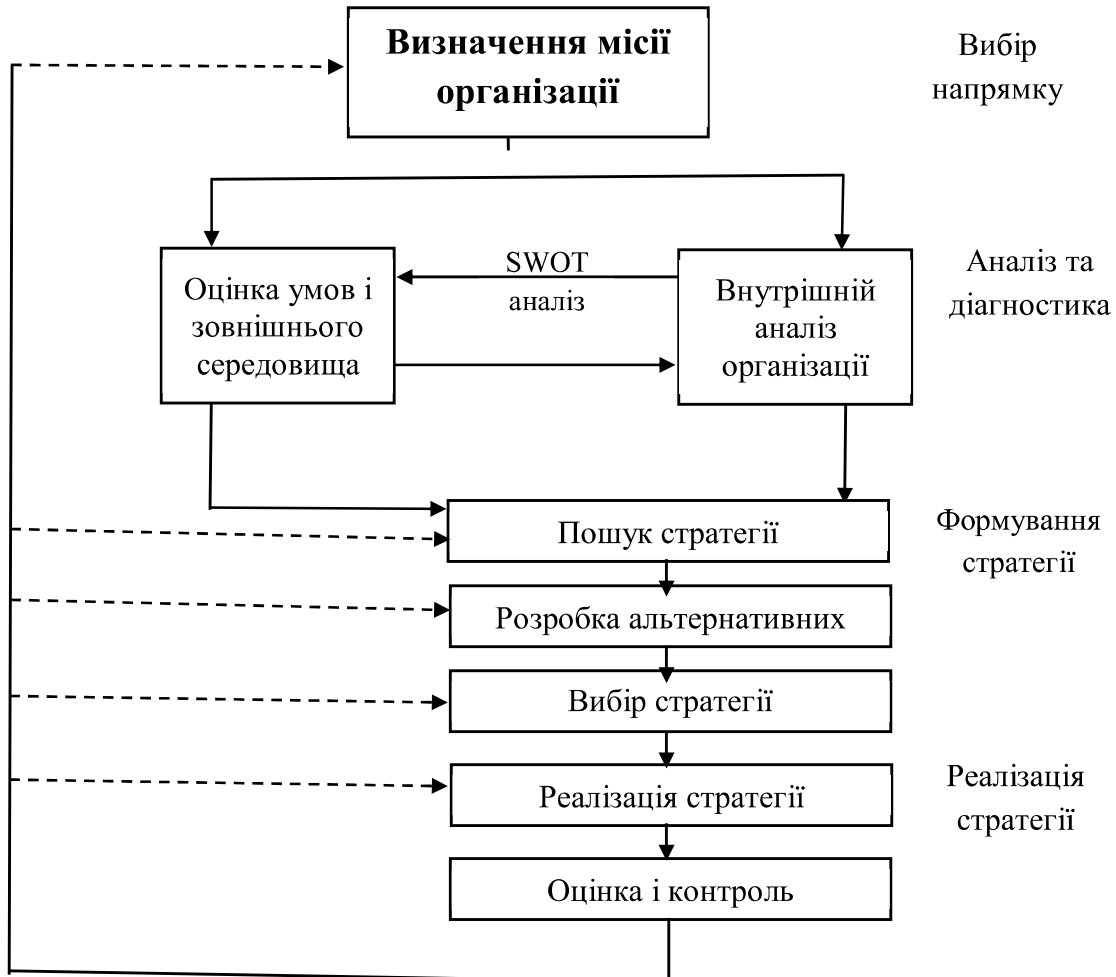 Визначення місії
організації
Вибір
напрямку
Оцінка умов і
зовнішнього
середовища
SWOT
аналіз
Внутрішній
аналіз
організації
Аналіз та
діагностика
Пошук стратегії
Формування
стратегії
Розробка альтернативних
Вибір стратегії
Реалізація стратегії
Реалізація
стратегії
Оцінка і контроль